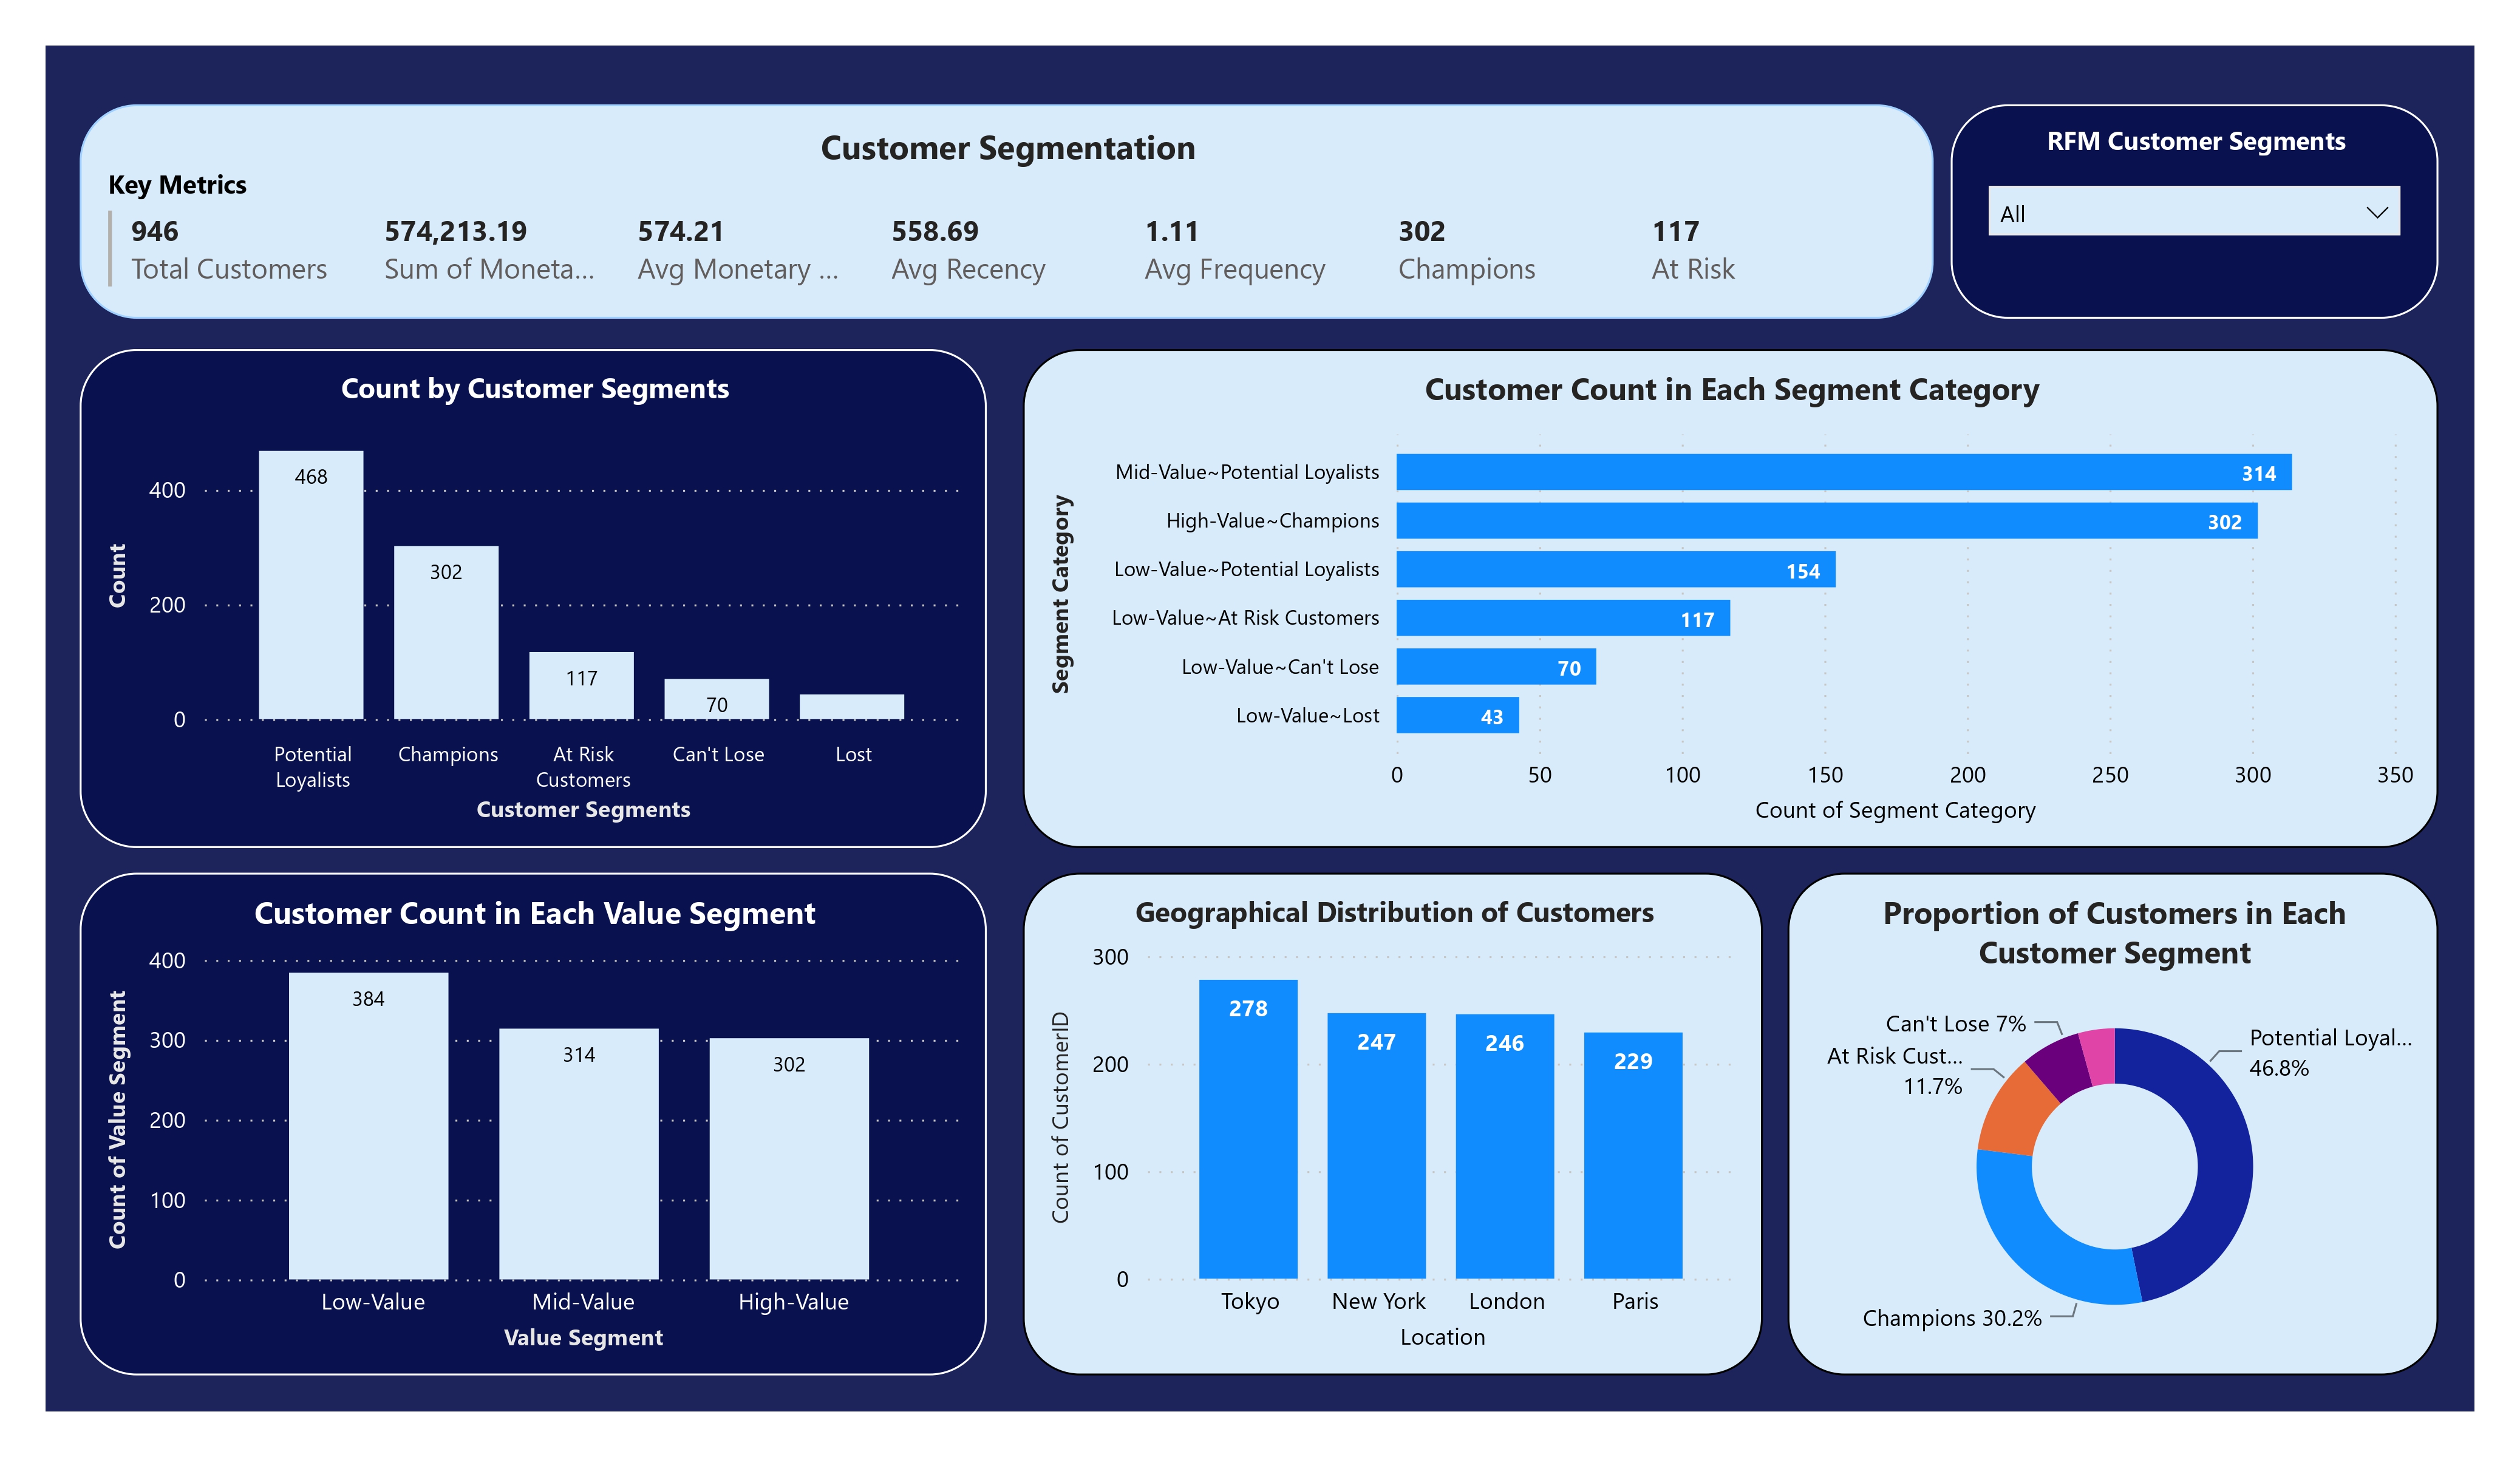 Customer Segmentation
Key Metrics
946
Total Customers
574,213.19
Sum of Moneta...
574.21
Avg Monetary ...
558.69
Avg Recency
1.11
Avg Frequency
302
Champions
117
At Risk
RFM Customer Segments
All
Count by Customer Segments
Count
400
200
0
468
302
117
70
Potential
Loyalists
Champions
At Risk
Customers
Can't Lose
Lost
Customer Segments
Customer Count in Each Segment Category
Segment Category
Mid-Value~Potential Loyalists
314
High-Value~Champions
302
Low-Value~Potential Loyalists
154
Low-Value~At Risk Customers
117
Low-Value~Can't Lose
70
Low-Value~Lost
43
0
50
100
150
200
250
300
350
Count of Segment Category
Customer Count in Each Value Segment
Count of Value Segment
400
300
200
100
0
384
314
302
Low-Value
Mid-Value
High-Value
Value Segment
Geographical Distribution of Customers
Count of CustomerID
300
200
100
0
278
247
246
229
Tokyo
New York
London
Paris
Location
Proportion of Customers in Each
Customer Segment
Can't Lose 7%
At Risk Cust...
11.7%
Potential Loyal...
46.8%
Champions 30.2%